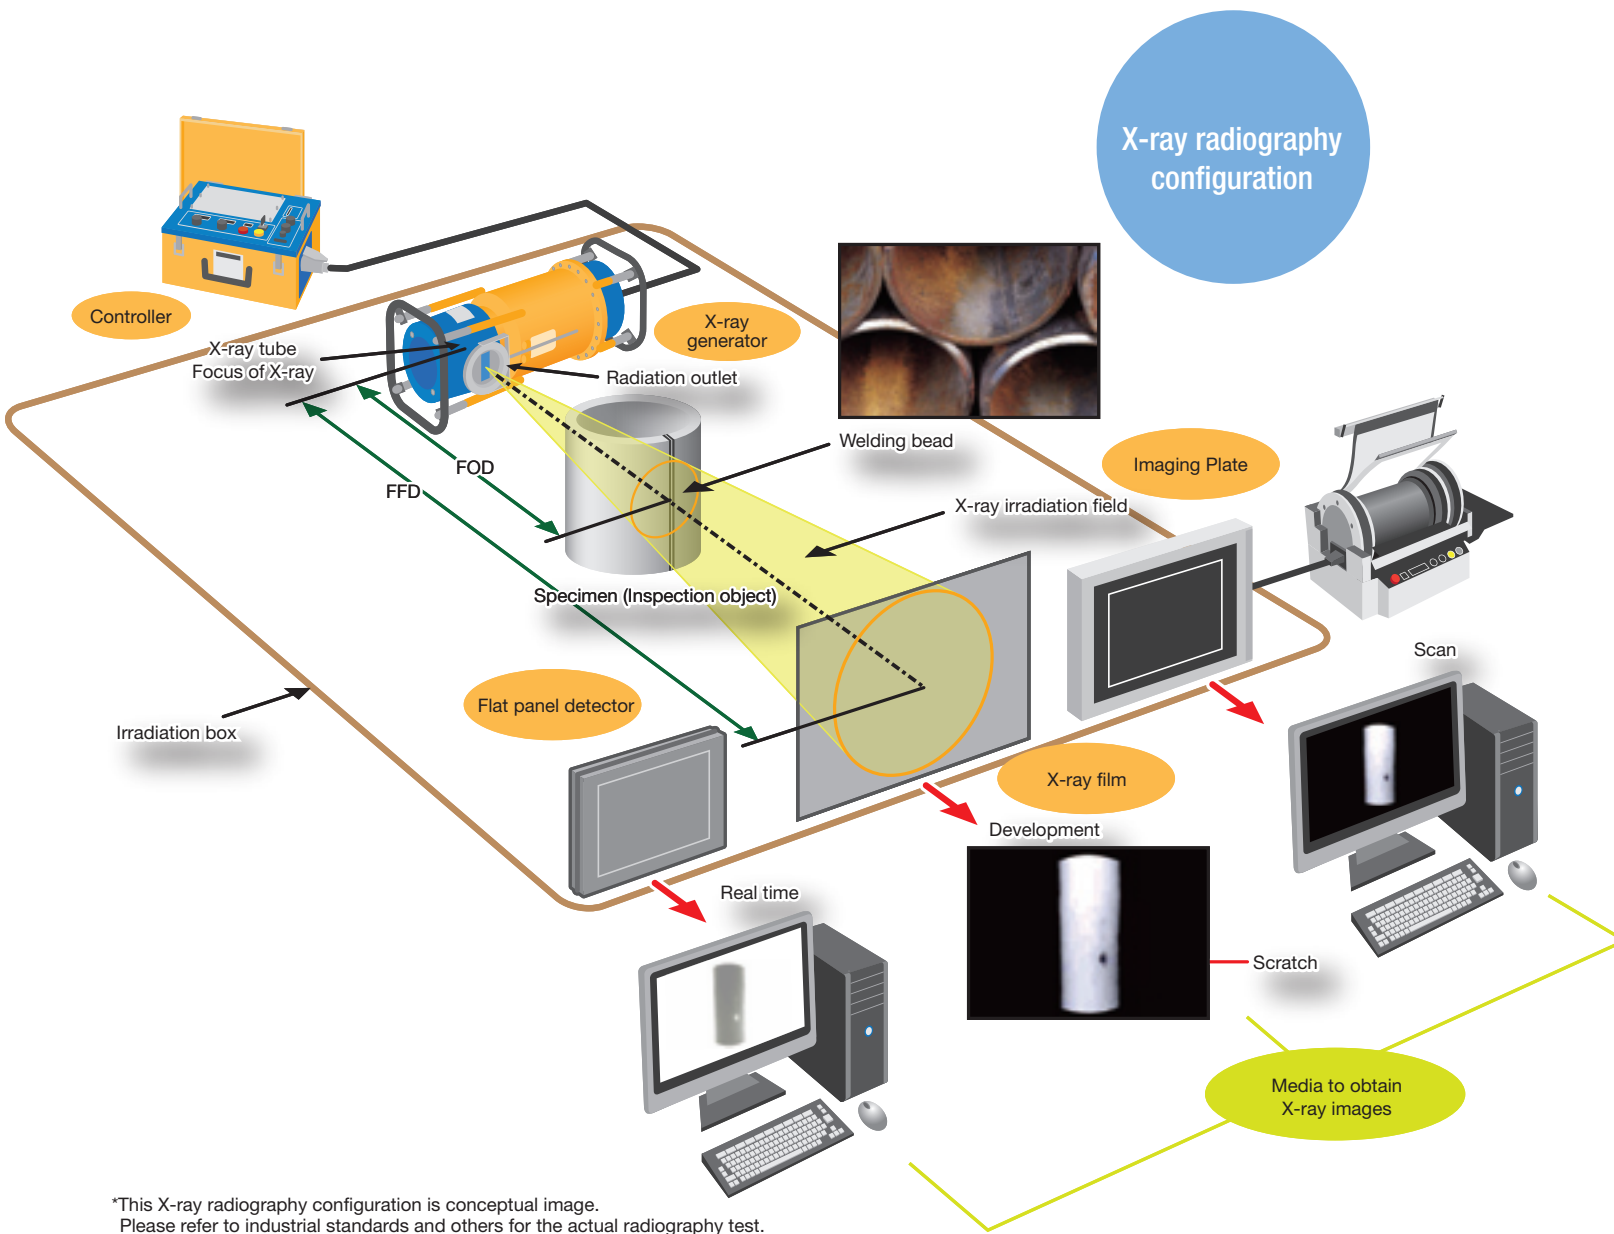 X-ray radiography
configuration
Controller
X-ray
generator
X-ray tube
Focus of X-ray
Radiation outlet
Welding bead
FOD
FFD
Imaging Plate
X-ray irradiation field
Specimen (Inspection object)
Scan
Flat panel detector
Irradiation box
X-ray film
Development
Real time
Scratch
Media to obtain
X-ray images
*This X-ray radiography configuration is conceptual image.
Please refer to industrial standards and others for the actual radiography test.